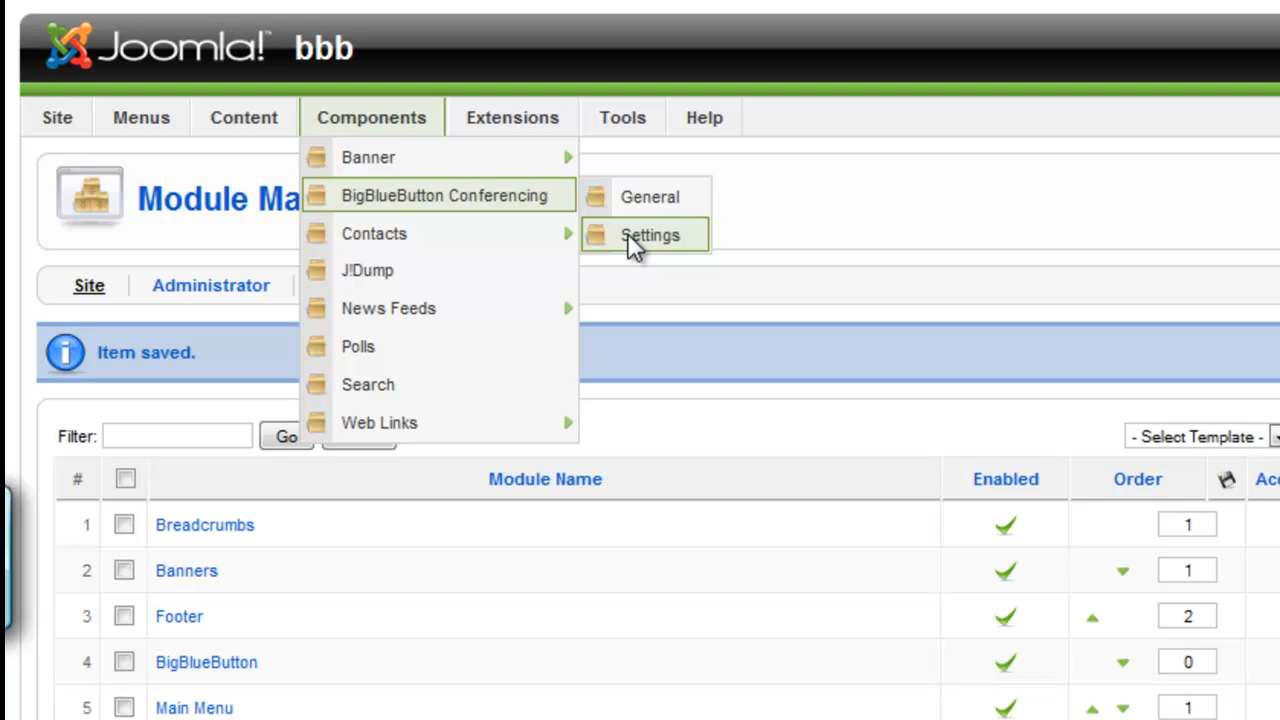 Joomla! bbb
Site Menus Content Components Extensions Tools Help
Banner
BigBlueButton Conferencing General
Contacts Settings
J!Dump
News Feeds
Polls
Search
Web Links
Module Ma
Site Administrator
Item saved.
Filter: Go - Select Template -
# Module Name Enabled Order Acc
1 Breadcrumbs 1
2 Banners 1
3 Footer 2
4 BigBlueButton 0
5 Main Menu 1